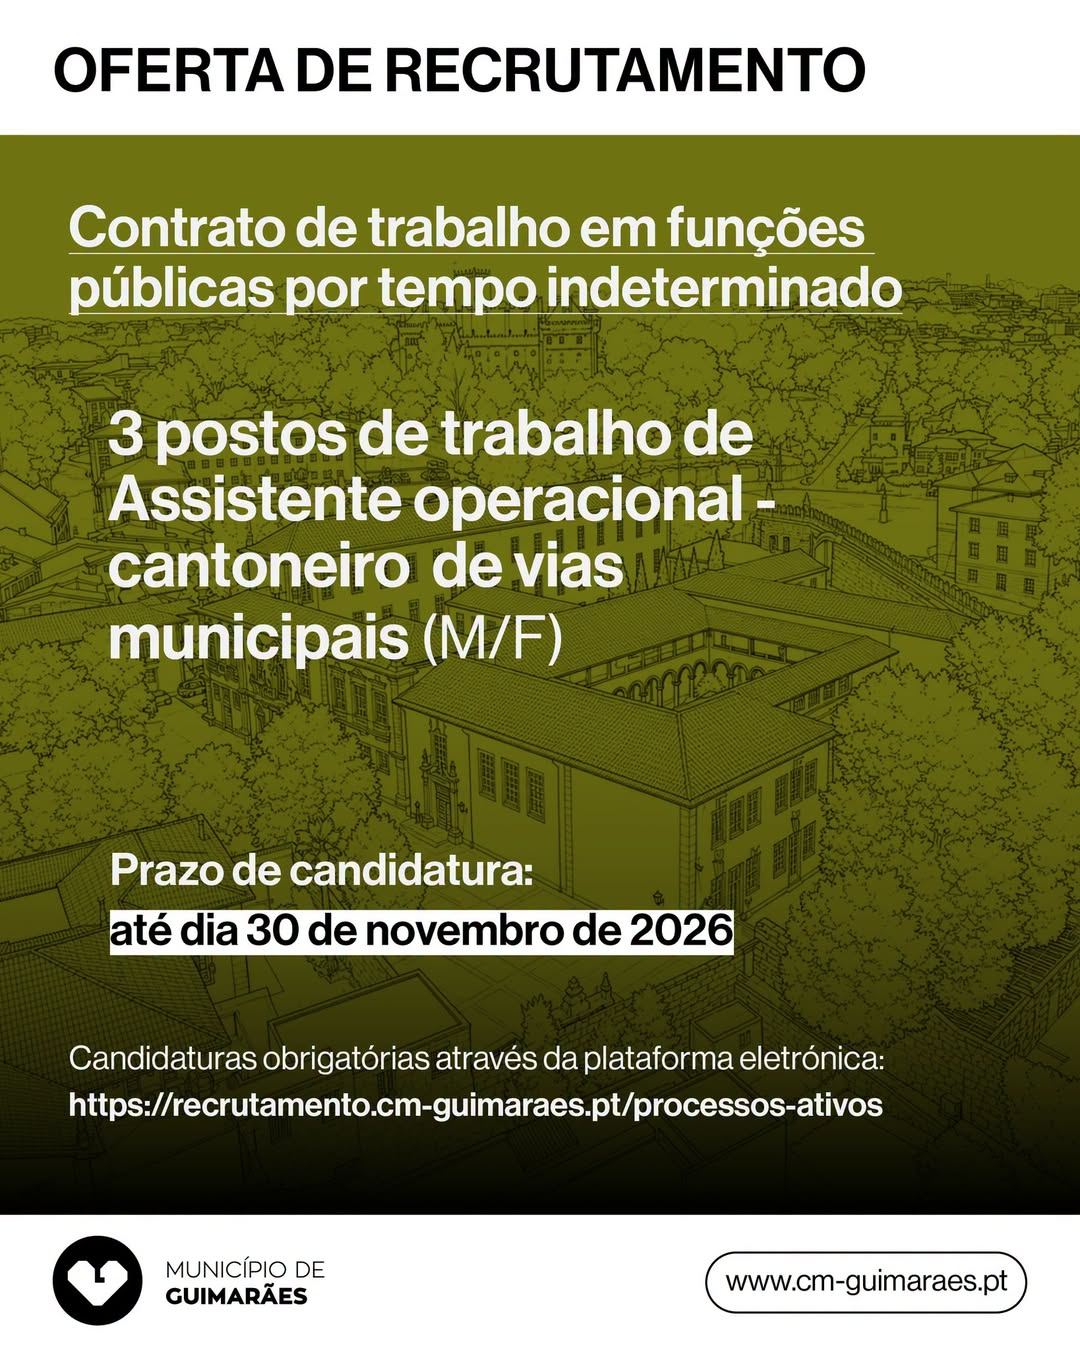 OFERTA DE RECRUTAMENTO
Contrato de trabalho em funções
públicas por tempo indeterminado
3 postos de trabalho de
Assistente operacional -
cantoneiro de vias
municipais (M/F)
Prazo de candidatura:
até dia 30 de novembro de 2026
Candidaturas obrigatórias através da plataforma eletrónica:
https://recrutamento.cm-guimaraes.pt/processos-ativos
MUNICÍPIO DE
GUIMARÃES
www.cm-guimaraes.pt